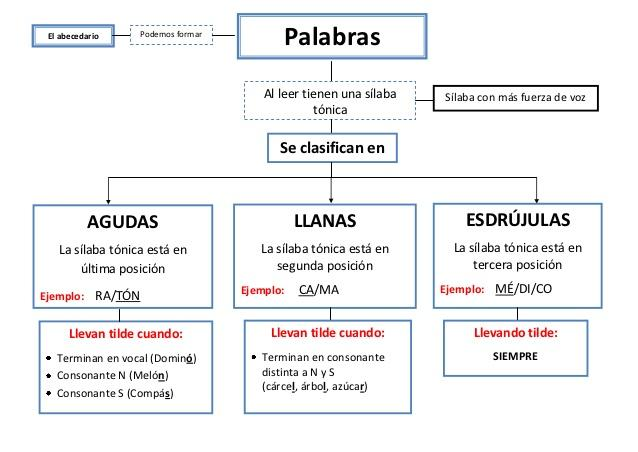 El abecedario
Podemos formar
Palabras
Al leer tienen una sílaba
tónica
Sílaba con más fuerza de voz
Se clasifican en
AGUDAS
La sílaba tónica está en
última posición
Ejemplo: RA/TÓN
Llevan tilde cuando:
• Terminan en vocal (Dominó)
• Consonante N (Melón)
• Consonante S (Compás)
LLANAS
La sílaba tónica está en
segunda posición
Ejemplo: CA/MA
Llevan tilde cuando:
• Terminan en consonante
distinta a N y S
(cárcel, árbol, azúcar)
ESDRÚJULAS
La sílaba tónica está en
tercera posición
Ejemplo: MÉ/DI/CO
Llevando tilde:
SIEMPRE